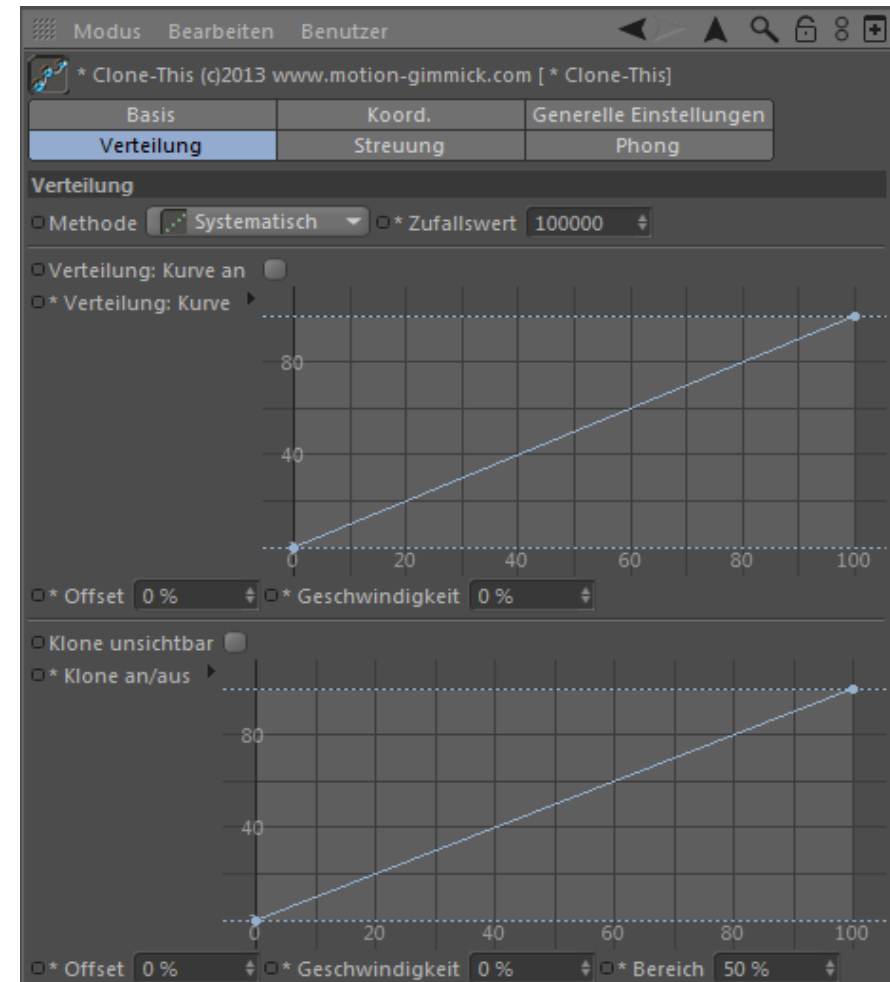 Modus Bearbeiten Benutzer
* Clone-This (c)2013 www.motion-gimmick.com [ * Clone-This]
Basis Koord. Generelle Einstellungen
Verteilung Streuung Phong
Verteilung
Methode Systematisch * Zufallswert 100000
Verteilung: Kurve an
* Verteilung: Kurve
80
40
0 20 40 60 80 100
* Offset 0 % * Geschwindigkeit 0 %
Klone unsichtbar
* Klone an/aus
80
40
0 20 40 60 80 100
* Offset 0 % * Geschwindigkeit 0 % * Bereich 50 %